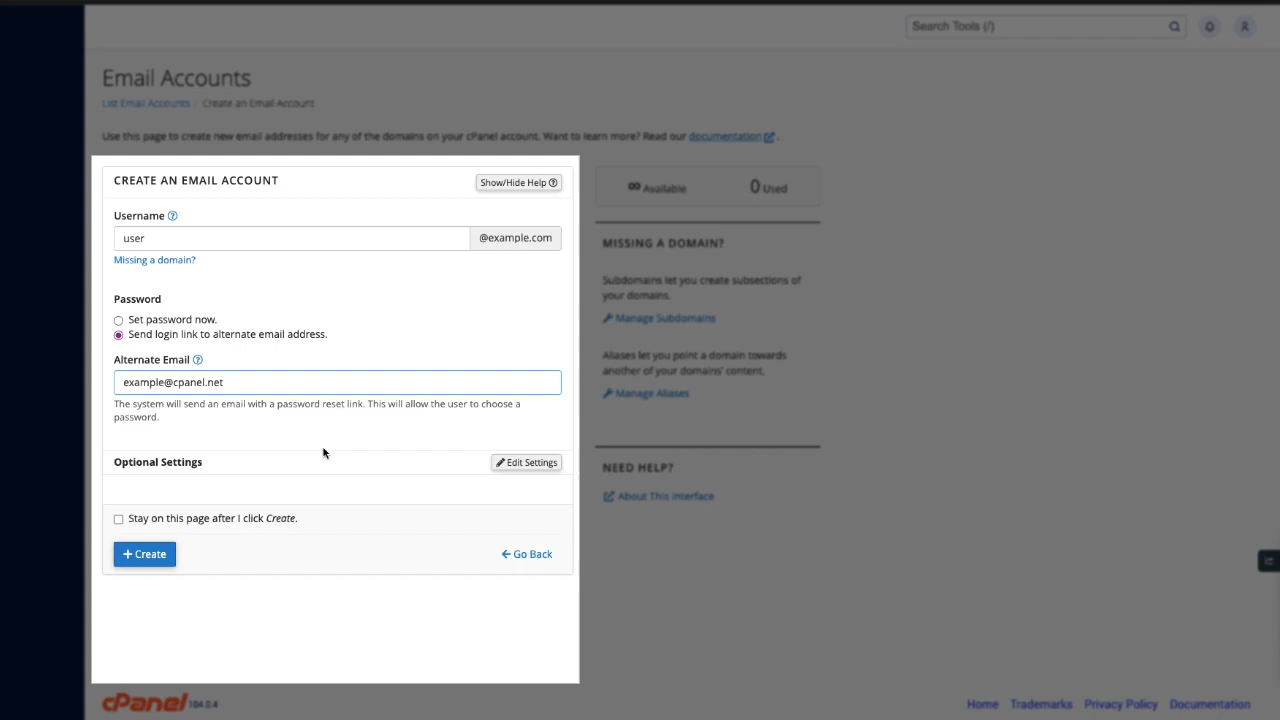 Search Tools (/)
Email Accounts
List Email Accounts / Create an Email Account
Use this page to create new email addresses for any of the domains on your cPanel account. Want to learn more? Read our documentation.
CREATE AN EMAIL ACCOUNT
Show/Hide Help
Username
user @example.com
Missing a domain?
Password
Set password now.
Send login link to alternate email address.
Alternate Email
example@cpanel.net
The system will send an email with a password reset link. This will allow the user to choose a
password.
Optional Settings
Edit Settings
Stay on this page after I click Create.
+ Create
Go Back
∞ Available
0 Used
MISSING A DOMAIN?
Subdomains let you create subsections of
your domains.
Manage Subdomains
Aliases let you point a domain towards
another of your domains' content.
Manage Aliases
NEED HELP?
About This Interface
cPanel 104.0.4
Home Trademarks Privacy Policy Documentation